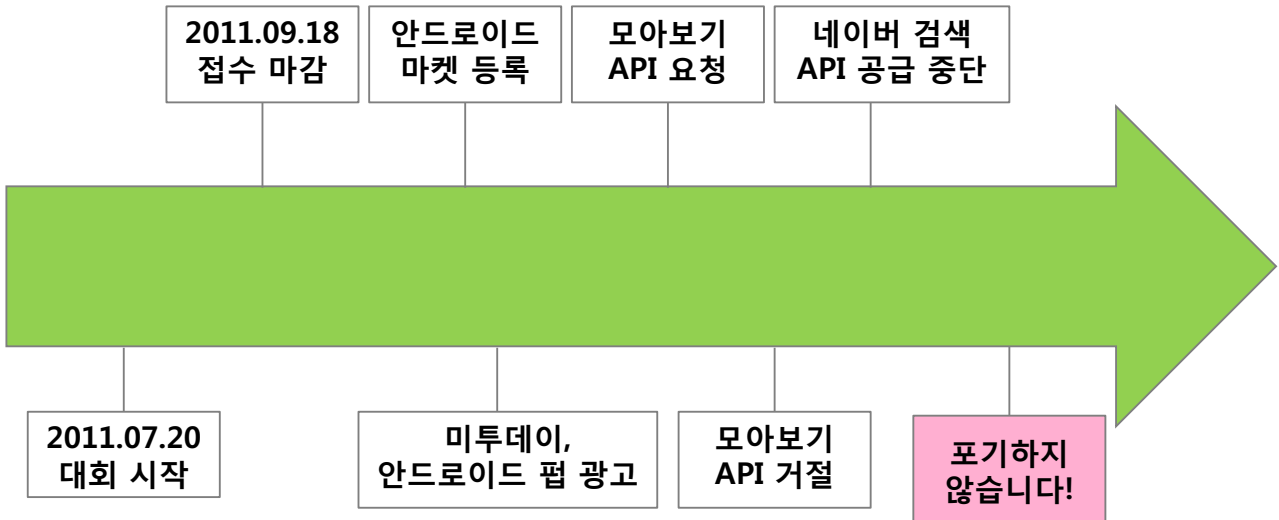 2011.09.18
접수 마감
안드로이드
마켓 등록
모아보기
API 요청
네이버 검색
API 공급 중단
2011.07.20
대회 시작
미투데이,
안드로이드 펍 광고
모아보기
API 거절
포기하지
않습니다!